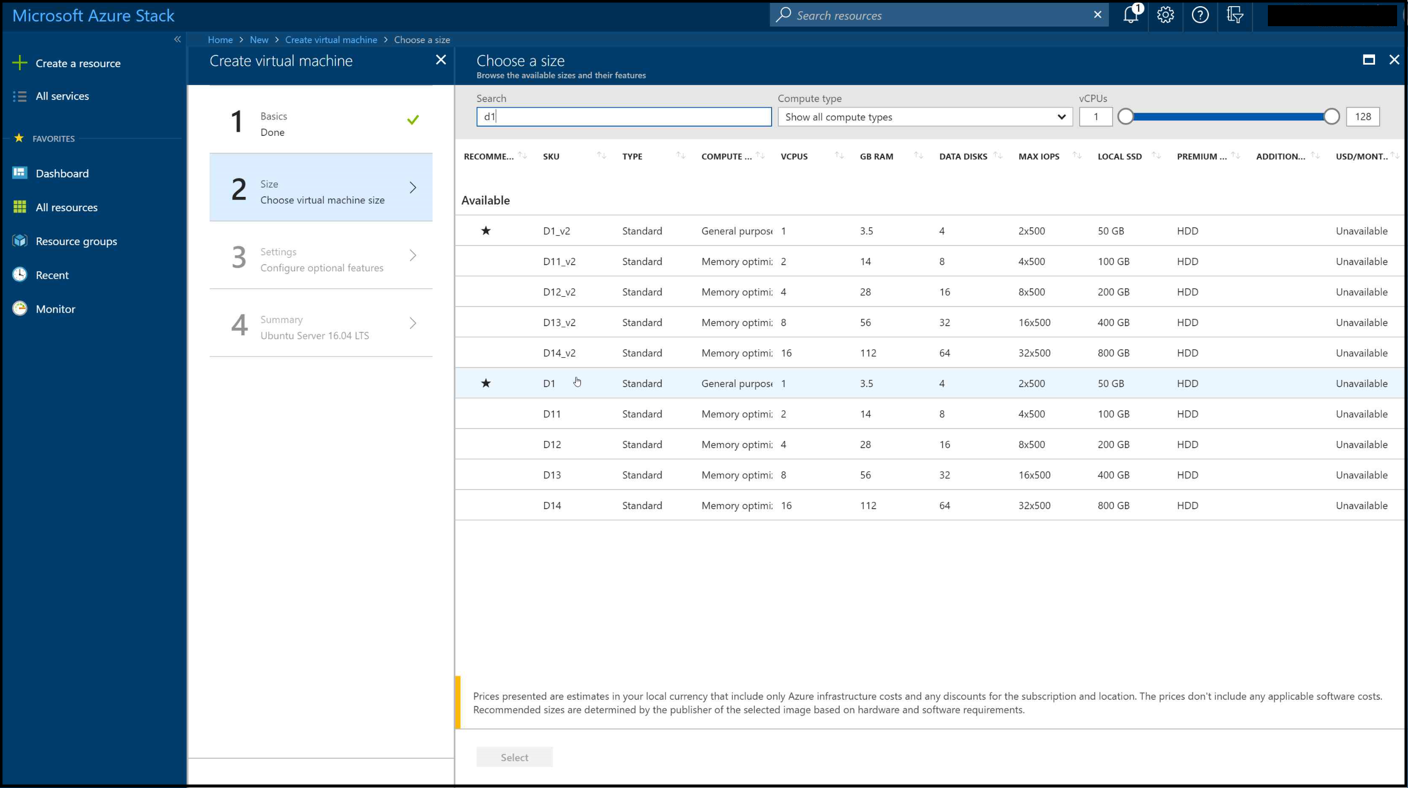 Microsoft Azure Stack
Search resources
1
Home > New > Create virtual machine > Choose a size
Create a resource
All services
FAVORITES
Dashboard
All resources
Resource groups
Recent
Monitor
Create virtual machine
1
Basics
Done
2
Size
Choose virtual machine size
3
Settings
Configure optional features
4
Summary
Ubuntu Server 16.04 LTS
Choose a size
Browse the available sizes and their features
Search
d1
Compute type
Show all compute types
vCPUs
1
128
RECOMME... SKU TYPE COMPUTE ... VCPUS GB RAM DATA DISKS MAX IOPS LOCAL SSD PREMIUM ... ADDITION... USD/MONT...
Available
★ D1_v2 Standard General purpose 1 3.5 4 2x500 50 GB HDD Unavailable
D11_v2 Standard Memory optimi: 2 14 8 4x500 100 GB HDD Unavailable
D12_v2 Standard Memory optimi: 4 28 16 8x500 200 GB HDD Unavailable
D13_v2 Standard Memory optimi: 8 56 32 16x500 400 GB HDD Unavailable
D14_v2 Standard Memory optimi: 16 112 64 32x500 800 GB HDD Unavailable
★ D1 Standard General purpose 1 3.5 4 2x500 50 GB HDD Unavailable
D11 Standard Memory optimi: 2 14 8 4x500 100 GB HDD Unavailable
D12 Standard Memory optimi: 4 28 16 8x500 200 GB HDD Unavailable
D13 Standard Memory optimi: 8 56 32 16x500 400 GB HDD Unavailable
D14 Standard Memory optimi: 16 112 64 32x500 800 GB HDD Unavailable
Prices presented are estimates in your local currency that include only Azure infrastructure costs and any discounts for the subscription and location. The prices don't include any applicable software costs.
Recommended sizes are determined by the publisher of the selected image based on hardware and software requirements.
Select